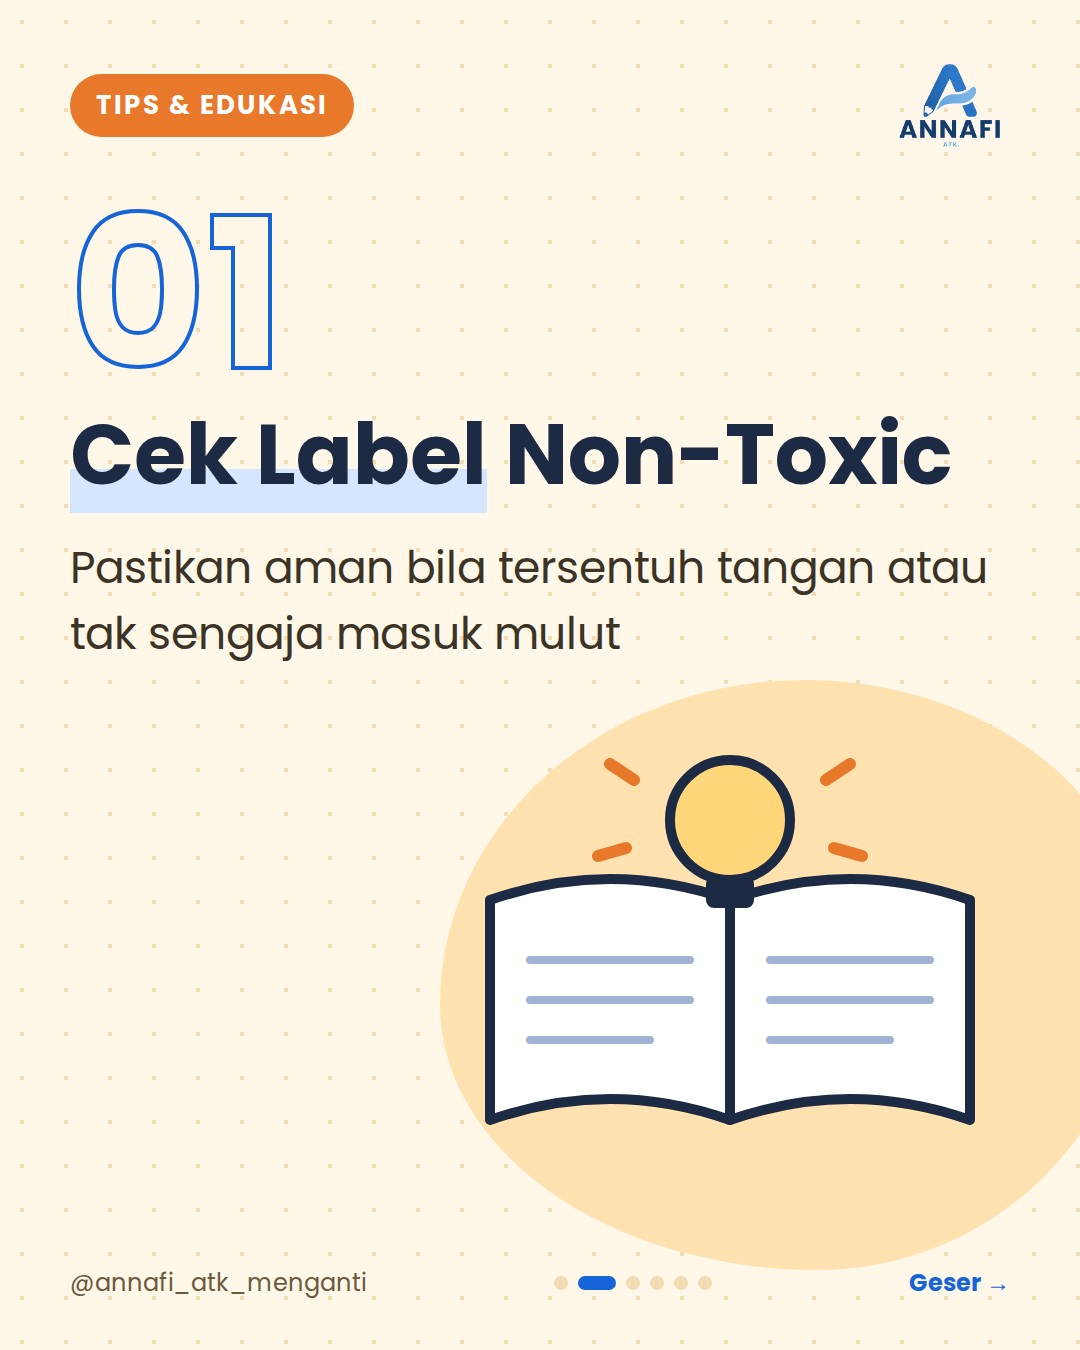 TIPS & EDUKASI
ANNAFI
ATK.
01
Cek Label Non-Toxic
Pastikan aman bila tersentuh tangan atau
tak sengaja masuk mulut
@annafi_atk_menganti
Geser →